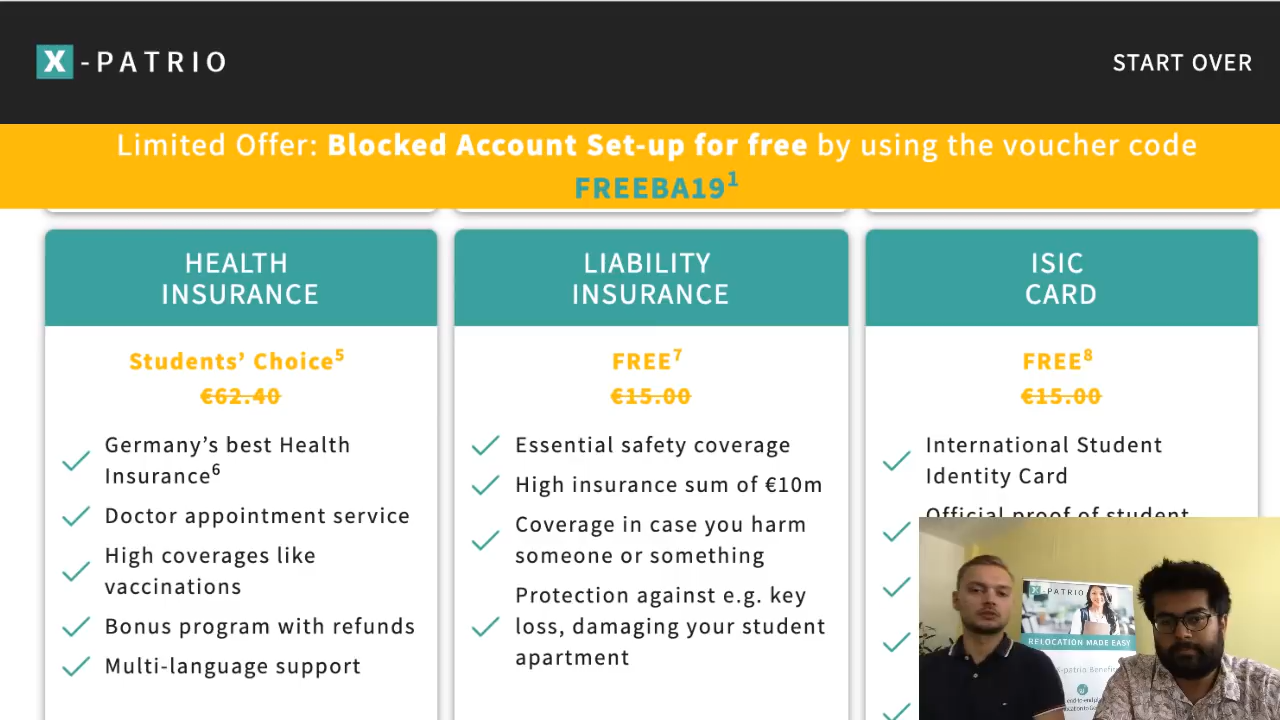 X-PATRIO
START OVER
Limited Offer: Blocked Account Set-up for free by using the voucher code
FREEBA19¹
HEALTH
INSURANCE
Students’ Choice⁵
€62.40
Germany’s best Health
Insurance⁶
Doctor appointment service
High coverages like
vaccinations
Bonus program with refunds
Multi-language support
LIABILITY
INSURANCE
FREE⁷
€15.00
Essential safety coverage
High insurance sum of €10m
Coverage in case you harm
someone or something
Protection against e.g. key
loss, damaging your student
apartment
ISIC
CARD
FREE⁸
€15.00
International Student
Identity Card
Official proof of student
X-PATRIO
RELOCATION MADE EASY